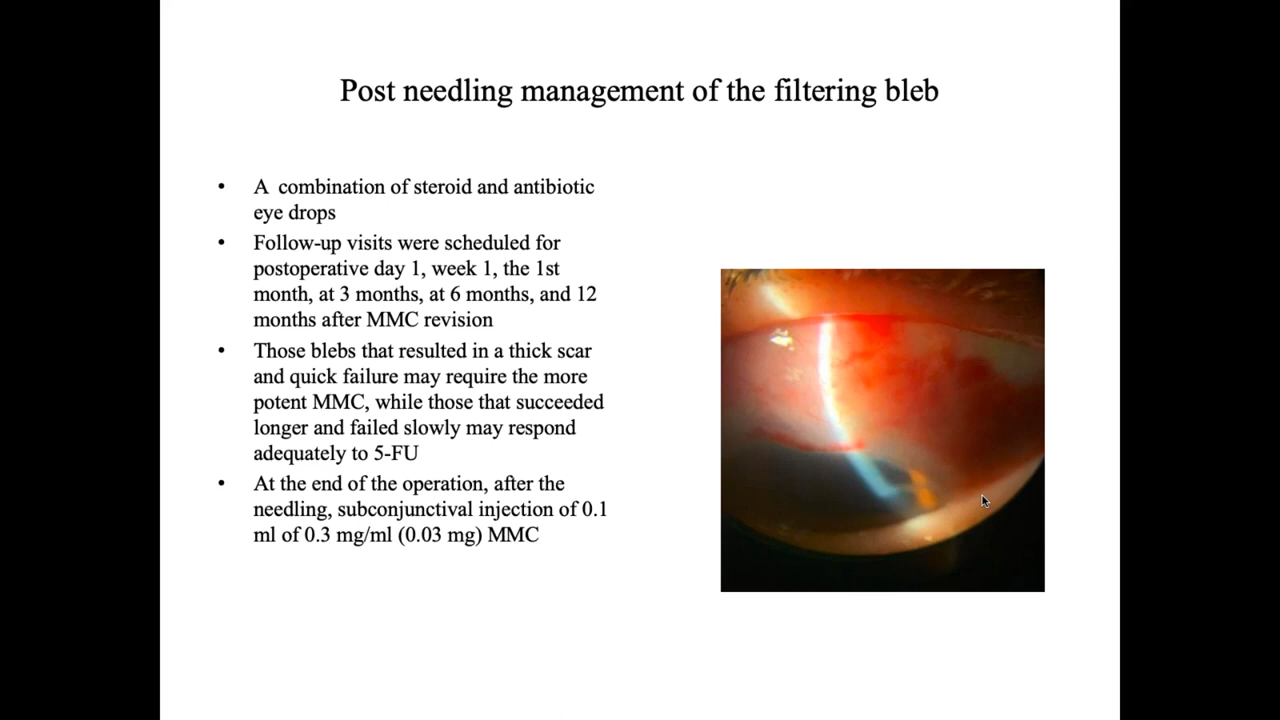 Post needling management of the filtering bleb
• A combination of steroid and antibiotic
eye drops
• Follow-up visits were scheduled for
postoperative day 1, week 1, the 1st
month, at 3 months, at 6 months, and 12
months after MMC revision
• Those blebs that resulted in a thick scar
and quick failure may require the more
potent MMC, while those that succeeded
longer and failed slowly may respond
adequately to 5-FU
• At the end of the operation, after the
needling, subconjunctival injection of 0.1
ml of 0.3 mg/ml (0.03 mg) MMC